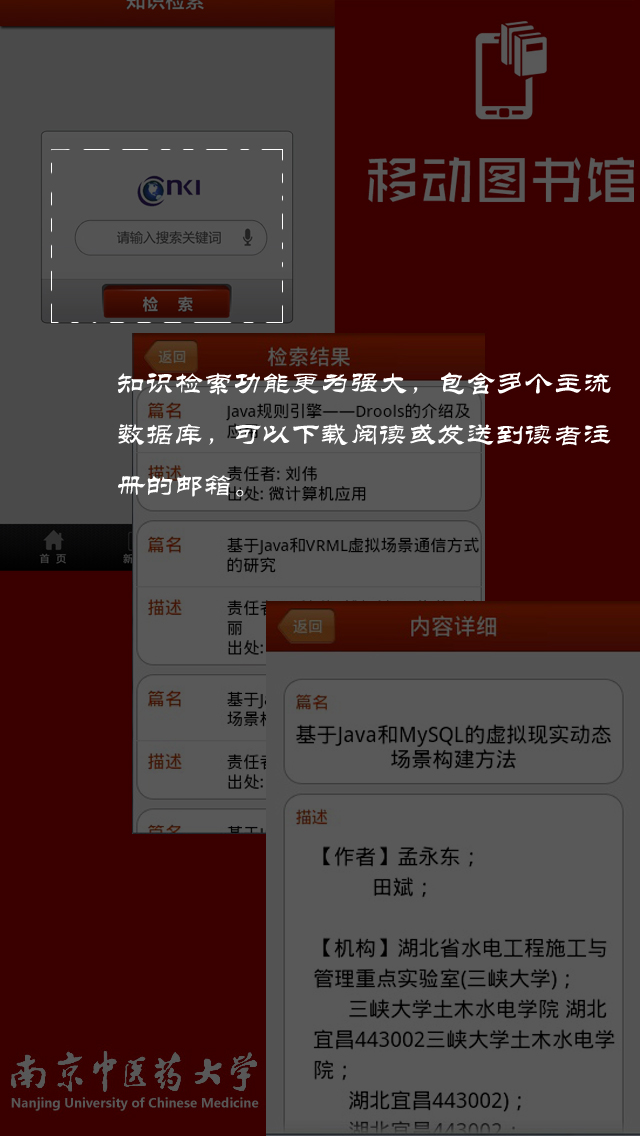 知识检索
CNKI
请输入搜索关键词
检 索
移动图书馆
返回
检索结果
知识检索功能更为强大，包含多个主流
数据库，可以下载阅读或发送到读者注
册的邮箱。
篇名
Java规则引擎——Drools的介绍及
描述
责任者: 刘伟
出处: 微计算机应用
首 页
新
篇名
基于Java和VRML虚拟场景通信方式
的研究
描述
责任者
丽
出处:
篇名
基于J
场景构
描述
责任者
出处:
篇名
基于J
返回
内容详细
篇名
基于Java和MySQL的虚拟现实动态
场景构建方法
描述
【作者】孟永东；
田斌；
【机构】湖北省水电工程施工与
管理重点实验室(三峡大学)；
三峡大学土木水电学院 湖北
宜昌443002三峡大学土木水电学
院；
湖北宜昌443002)；
湖北宜昌443002
南京中医药大学
Nanjing University of Chinese Medicine